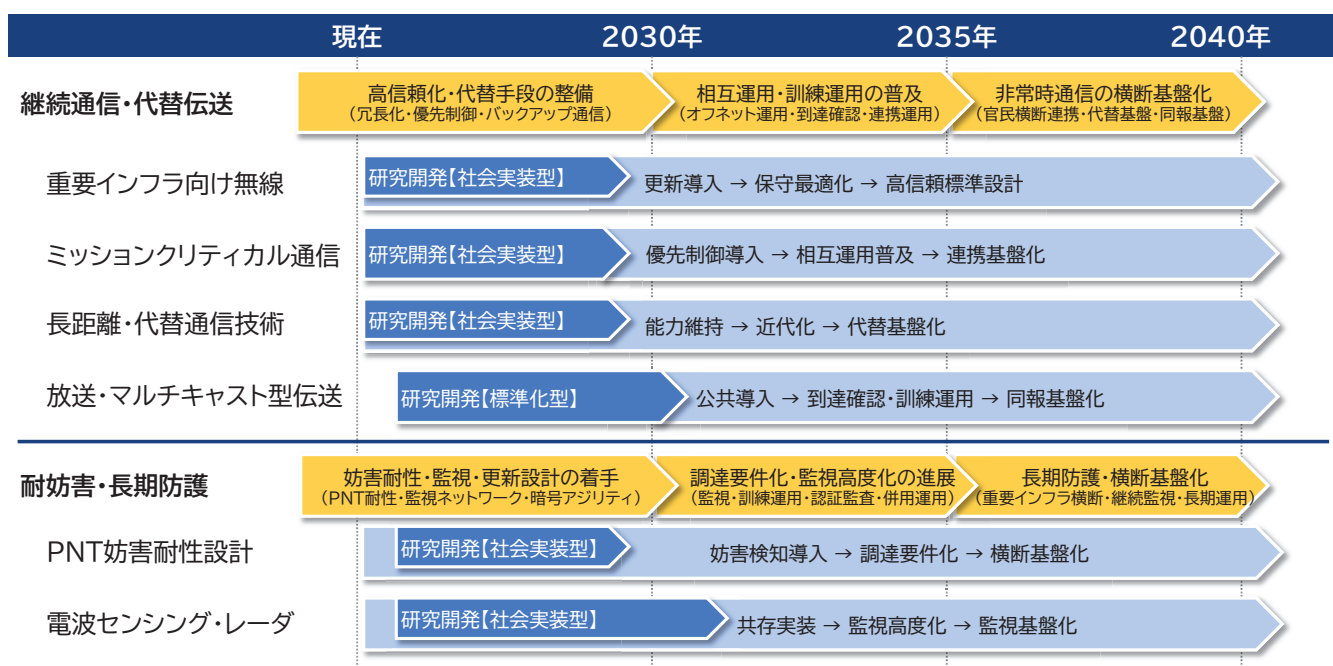 現在 2030年 2035年 2040年
継続通信・代替伝送
高信頼化・代替手段の整備
（冗長化・優先制御・バックアップ通信）
相互運用・訓練運用の普及
（オフネット運用・到達確認・連携運用）
非常時通信の横断基盤化
（官民横断連携・代替基盤・同報基盤）
重要インフラ向け無線
研究開発【社会実装型】
更新導入 → 保守最適化 → 高信頼標準設計
ミッションクリティカル通信
研究開発【社会実装型】
優先制御導入 → 相互運用普及 → 連携基盤化
長距離・代替通信技術
研究開発【社会実装型】
能力維持 → 近代化 → 代替基盤化
放送・マルチキャスト型伝送
研究開発【標準化型】
公共導入 → 到達確認・訓練運用 → 同報基盤化
耐妨害・長期防護
妨害耐性・監視・更新設計の着手
（PNT耐性・監視ネットワーク・暗号アジリティ）
調達要件化・監視高度化の進展
（監視・訓練運用・認証監査・併用運用）
長期防護・横断基盤化
（重要インフラ横断・継続監視・長期運用）
PNT妨害耐性設計
研究開発【社会実装型】
妨害検知導入 → 調達要件化 → 横断基盤化
電波センシング・レーダ
研究開発【社会実装型】
共存実装 → 監視高度化 → 監視基盤化